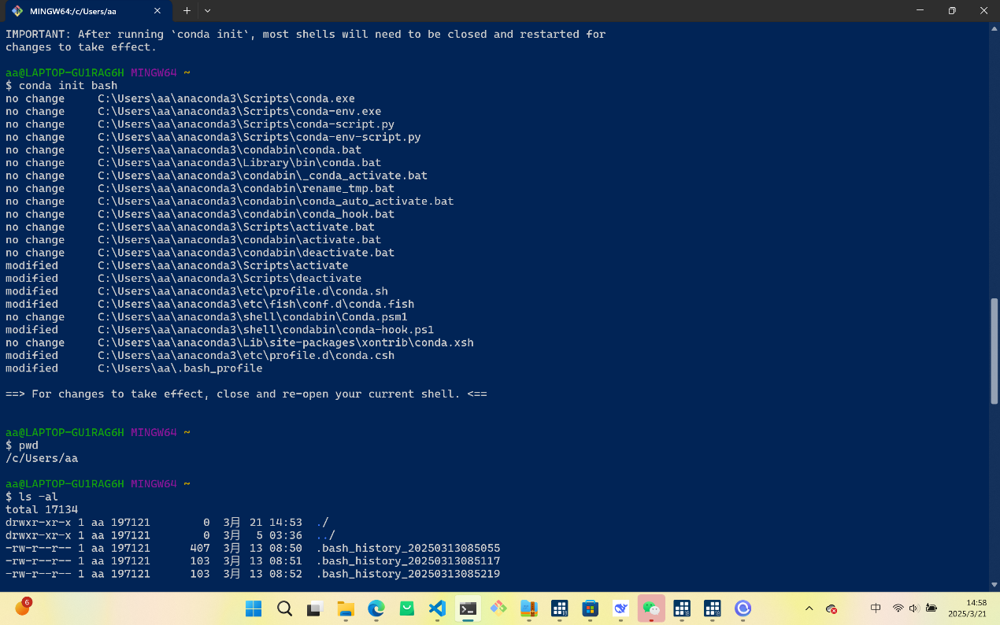 MINGW64:/c/Users/aa
IMPORTANT: After running `conda init`, most shells will need to be closed and restarted for
changes to take effect.
aa@LAPTOP-GU1RAG6H MINGW64 ~
$ conda init bash
no change     C:\Users\aa\anaconda3\Scripts\conda.exe
no change     C:\Users\aa\anaconda3\Scripts\conda-env.exe
no change     C:\Users\aa\anaconda3\Scripts\conda-script.py
no change     C:\Users\aa\anaconda3\Scripts\conda-env-script.py
no change     C:\Users\aa\anaconda3\condabin\conda.bat
no change     C:\Users\aa\anaconda3\Library\bin\conda.bat
no change     C:\Users\aa\anaconda3\condabin\_conda_activate.bat
no change     C:\Users\aa\anaconda3\condabin\rename_tmp.bat
no change     C:\Users\aa\anaconda3\condabin\conda_auto_activate.bat
no change     C:\Users\aa\anaconda3\condabin\conda_hook.bat
no change     C:\Users\aa\anaconda3\Scripts\activate.bat
no change     C:\Users\aa\anaconda3\condabin\activate.bat
no change     C:\Users\aa\anaconda3\condabin\deactivate.bat
modified      C:\Users\aa\anaconda3\Scripts\activate
modified      C:\Users\aa\anaconda3\Scripts\deactivate
modified      C:\Users\aa\anaconda3\etc\profile.d\conda.sh
modified      C:\Users\aa\anaconda3\etc\fish\conf.d\conda.fish
no change     C:\Users\aa\anaconda3\shell\condabin\Conda.psm1
modified      C:\Users\aa\anaconda3\shell\condabin\conda-hook.ps1
no change     C:\Users\aa\anaconda3\Lib\site-packages\xontrib\conda.xsh
modified      C:\Users\aa\anaconda3\etc\profile.d\conda.csh
modified      C:\Users\aa\.bash_profile
==> For changes to take effect, close and re-open your current shell. <==
aa@LAPTOP-GU1RAG6H MINGW64 ~
$ pwd
/c/Users/aa
aa@LAPTOP-GU1RAG6H MINGW64 ~
$ ls -al
total 17134
drwxr-xr-x 1 aa 197121        0  3月  21 14:53  ./
drwxr-xr-x 1 aa 197121        0  3月   5 03:36  ../
-rw-r--r-- 1 aa 197121      407  3月  13 08:50  .bash_history_20250313085055
-rw-r--r-- 1 aa 197121      103  3月  13 08:51  .bash_history_20250313085117
-rw-r--r-- 1 aa 197121      103  3月  13 08:52  .bash_history_20250313085219
6
中
14:58
2025/3/21